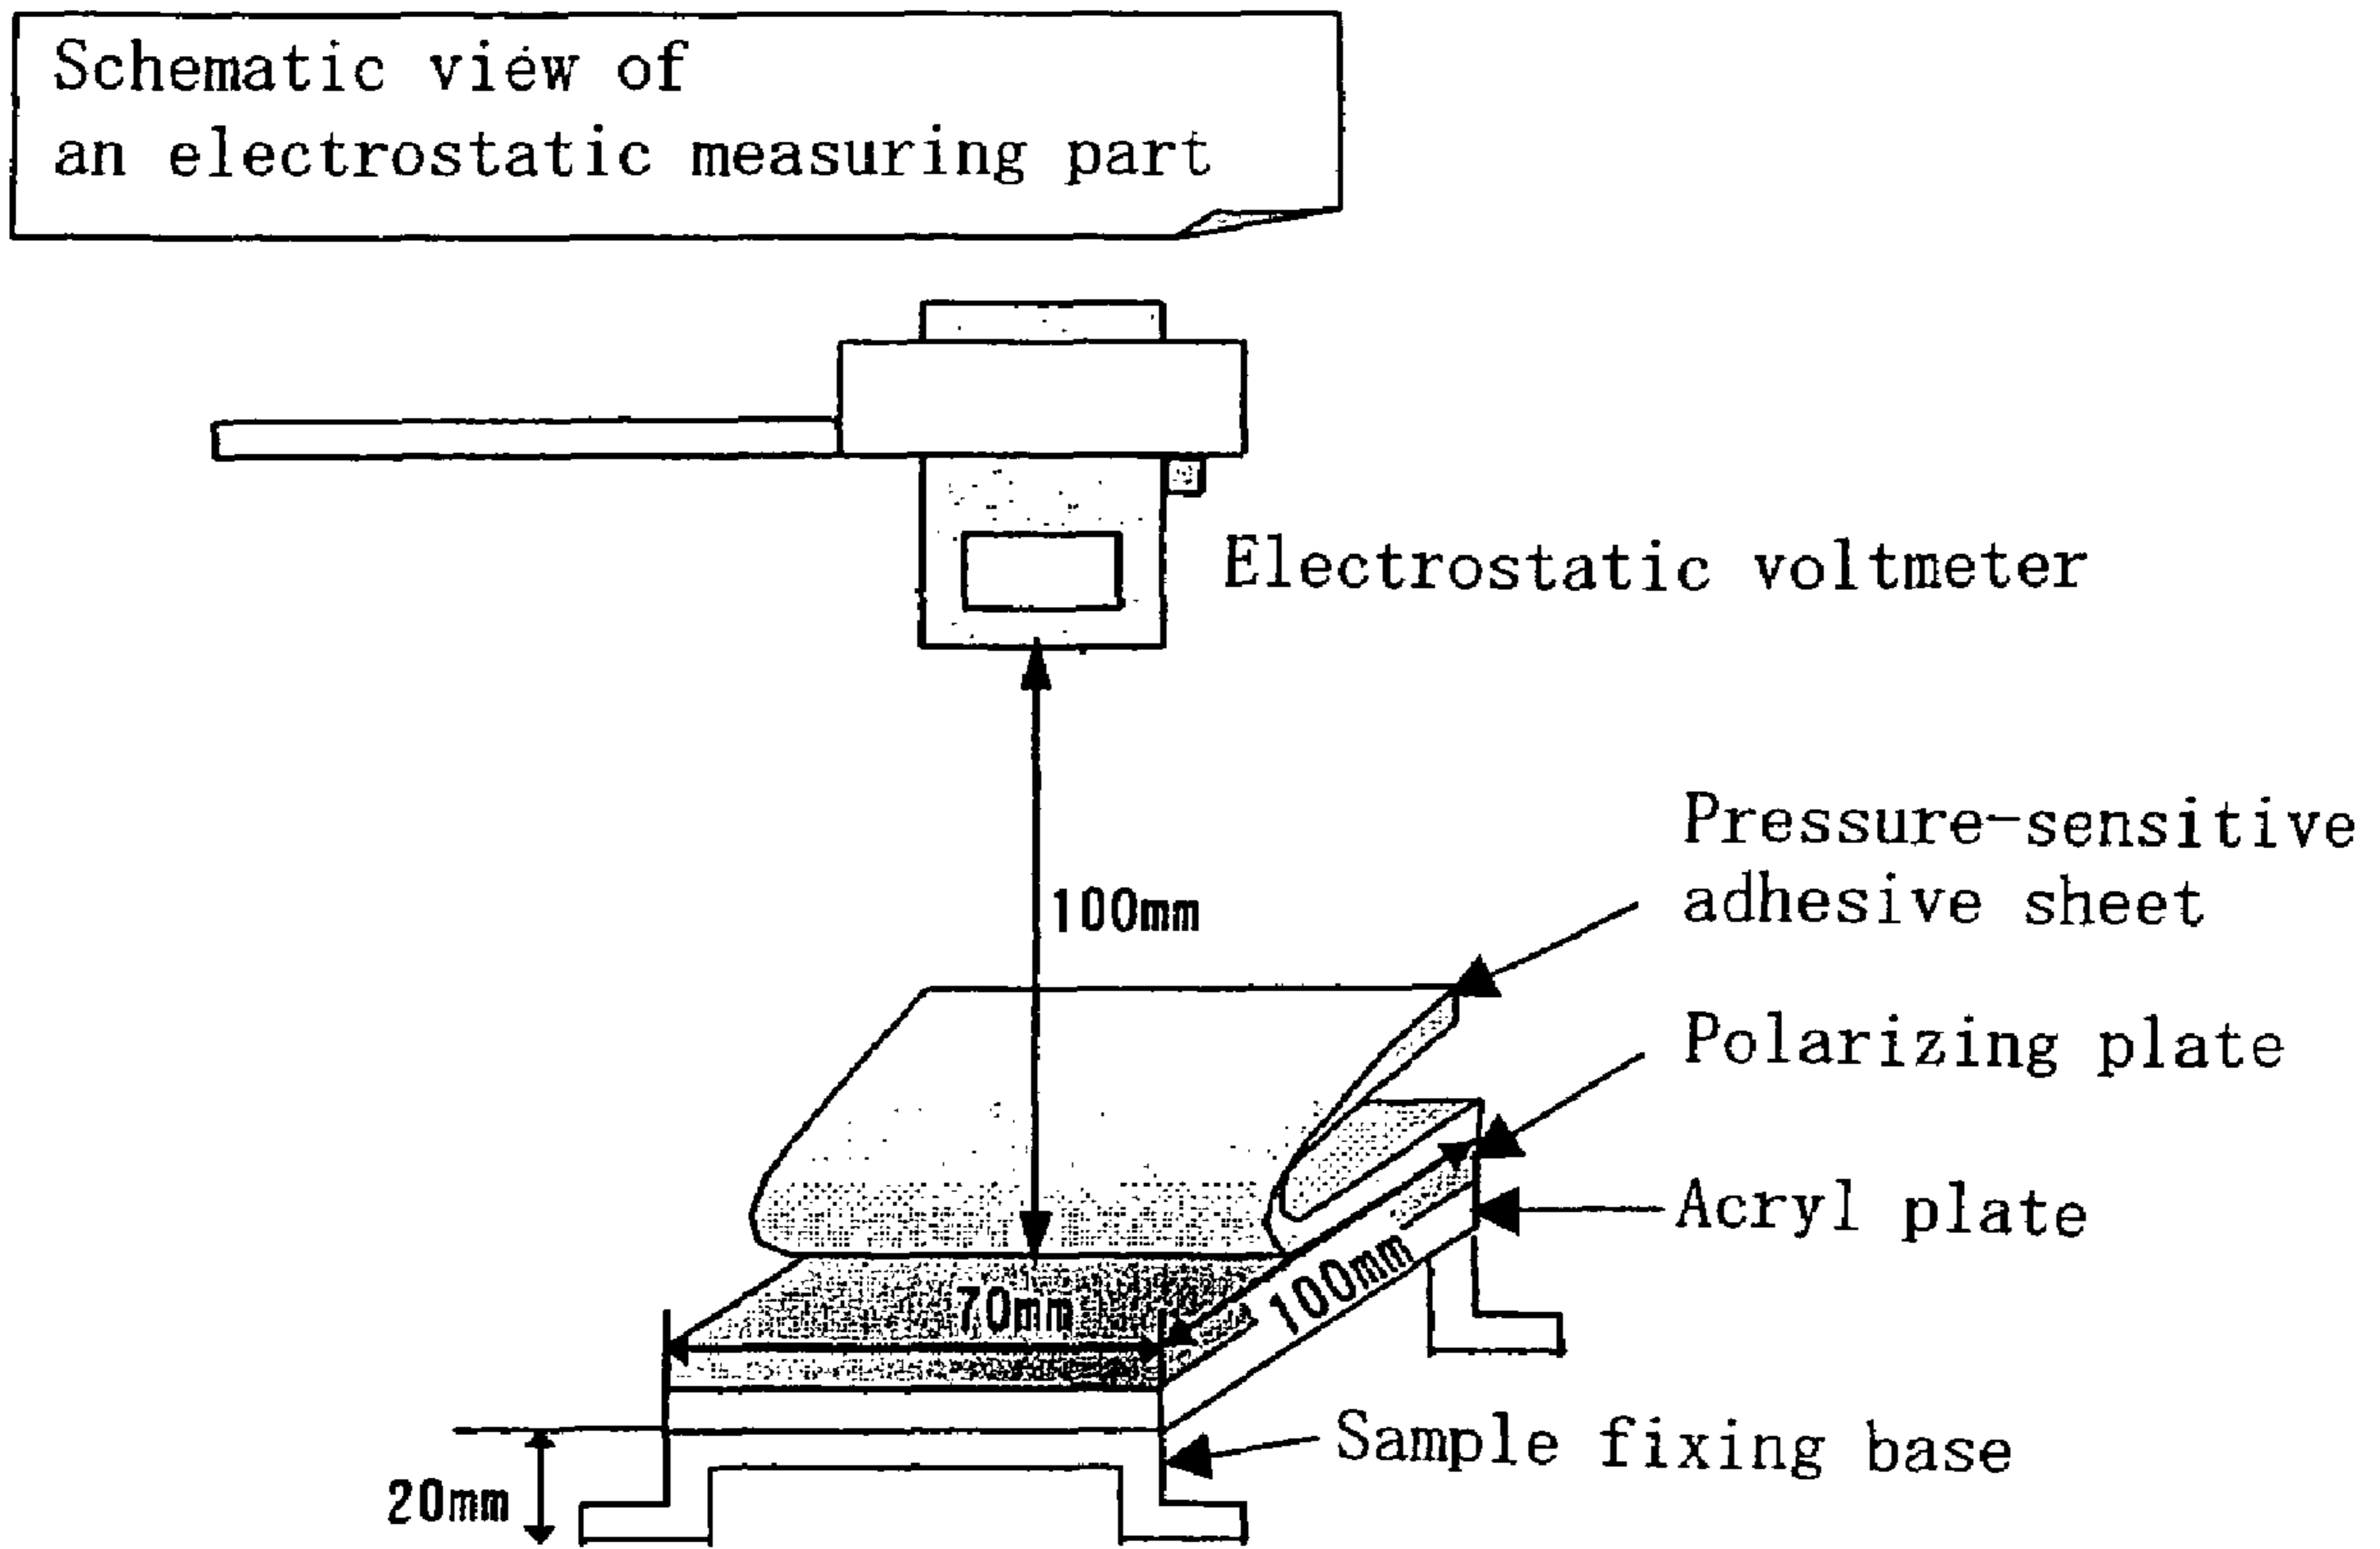 Schematic view of
an electrostatic measuring part
Electrostatic voltmeter
100mm
Pressure-sensitive
adhesive sheet
Polarizing plate
Acryl plate
100mm
70mm
Sample fixing base
20mm